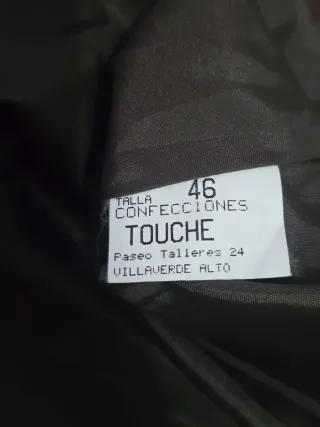 TALLA 46
CONFECCIONES
TOUCHE
Paseo Talleres 24
VILLAVERDE ALTO